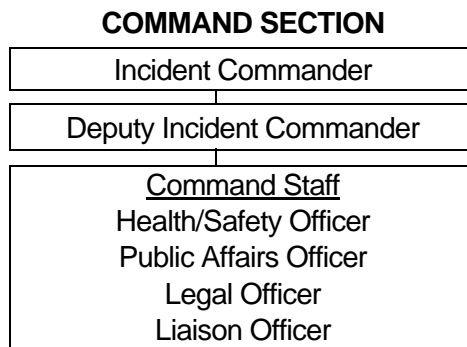 COMMAND SECTION
Incident Commander
Deputy Incident Commander
Command Staff
Health/Safety Officer
Public Affairs Officer
Legal Officer
Liaison Officer